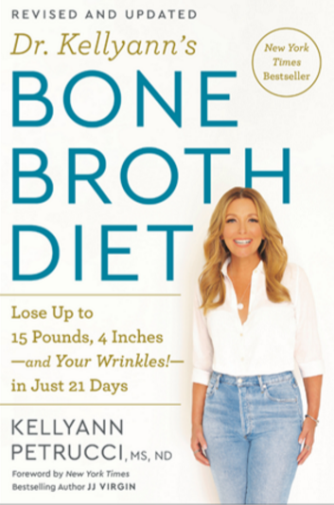 REVISED AND UPDATED
Dr. Kellyann's
New York
Times
Bestseller
BONE
BROTH
DIET
Lose Up to
15 Pounds, 4 Inches
—and Your Wrinkles!—
in Just 21 Days
KELLYANN
PETRUCCI, MS, ND
Foreword by New York Times
Bestselling Author JJ VIRGIN